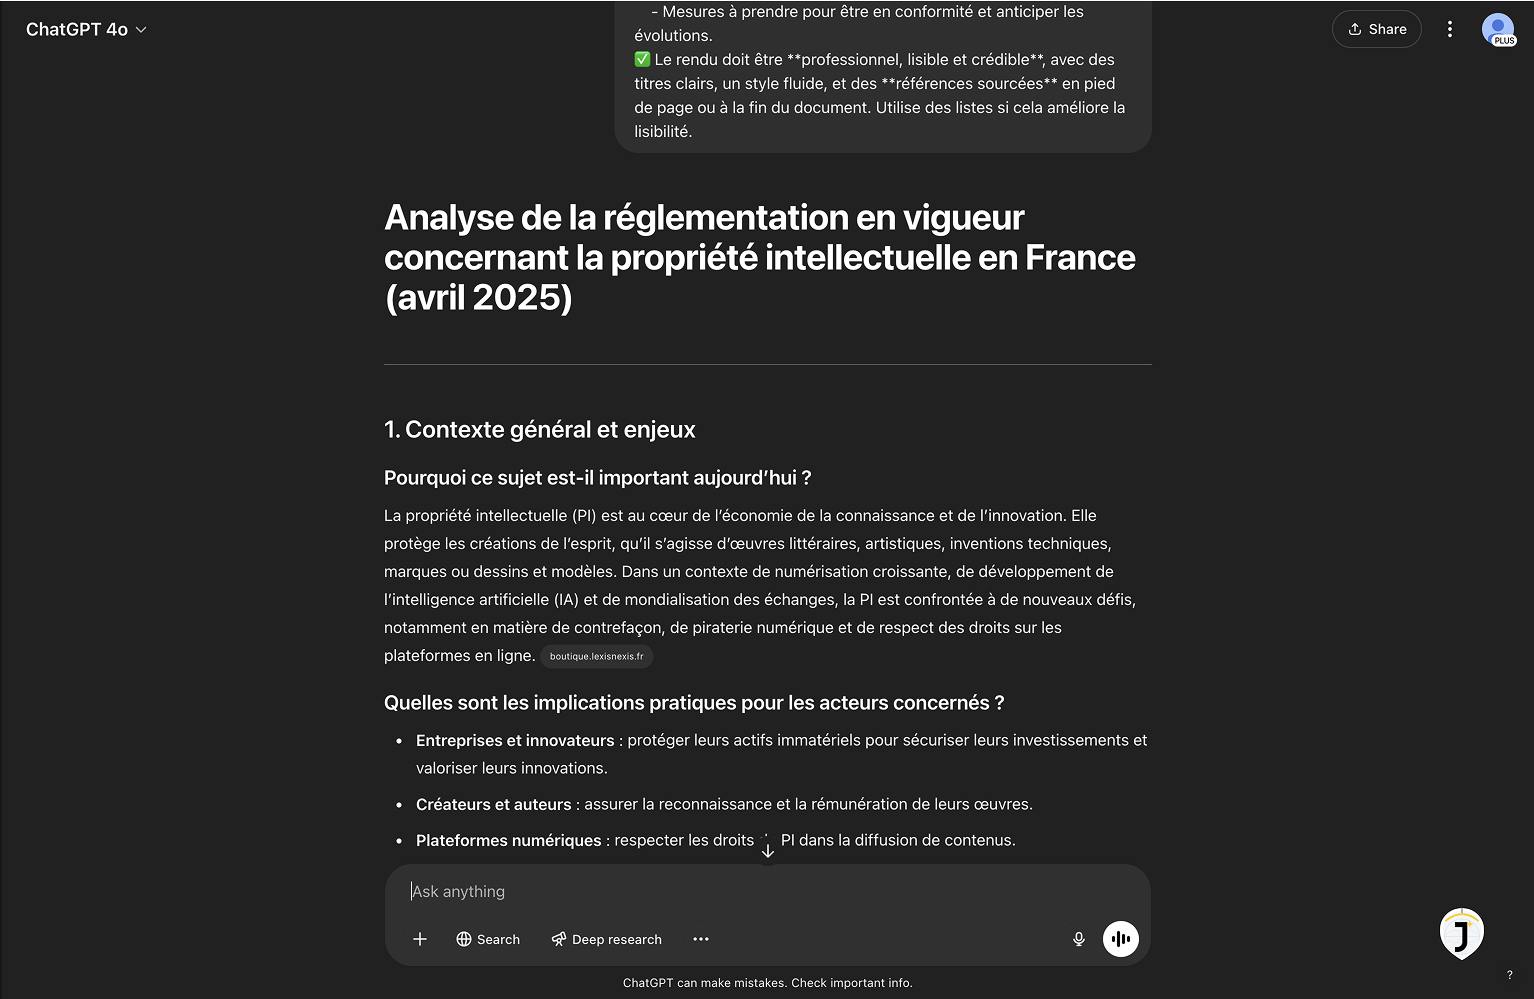 ChatGPT 4o
Share
PLUS
- Mesures à prendre pour être en conformité et anticiper les
évolutions.
✅ Le rendu doit être **professionnel, lisible et crédible**, avec des
titres clairs, un style fluide, et des **références sourcées** en pied
de page ou à la fin du document. Utilise des listes si cela améliore la
lisibilité.
Analyse de la réglementation en vigueur
concernant la propriété intellectuelle en France
(avril 2025)
1. Contexte général et enjeux
Pourquoi ce sujet est-il important aujourd’hui ?
La propriété intellectuelle (PI) est au cœur de l’économie de la connaissance et de l’innovation. Elle
protège les créations de l’esprit, qu’il s’agisse d’œuvres littéraires, artistiques, inventions techniques,
marques ou dessins et modèles. Dans un contexte de numérisation croissante, de développement de
l’intelligence artificielle (IA) et de mondialisation des échanges, la PI est confrontée à de nouveaux défis,
notamment en matière de contrefaçon, de piraterie numérique et de respect des droits sur les
plateformes en ligne. boutique.lexisnexis.fr
Quelles sont les implications pratiques pour les acteurs concernés ?
• Entreprises et innovateurs : protéger leurs actifs immatériels pour sécuriser leurs investissements et
valoriser leurs innovations.
• Créateurs et auteurs : assurer la reconnaissance et la rémunération de leurs œuvres.
• Plateformes numériques : respecter les droits PI dans la diffusion de contenus.
Ask anything
Search Deep research
J
?
ChatGPT can make mistakes. Check important info.